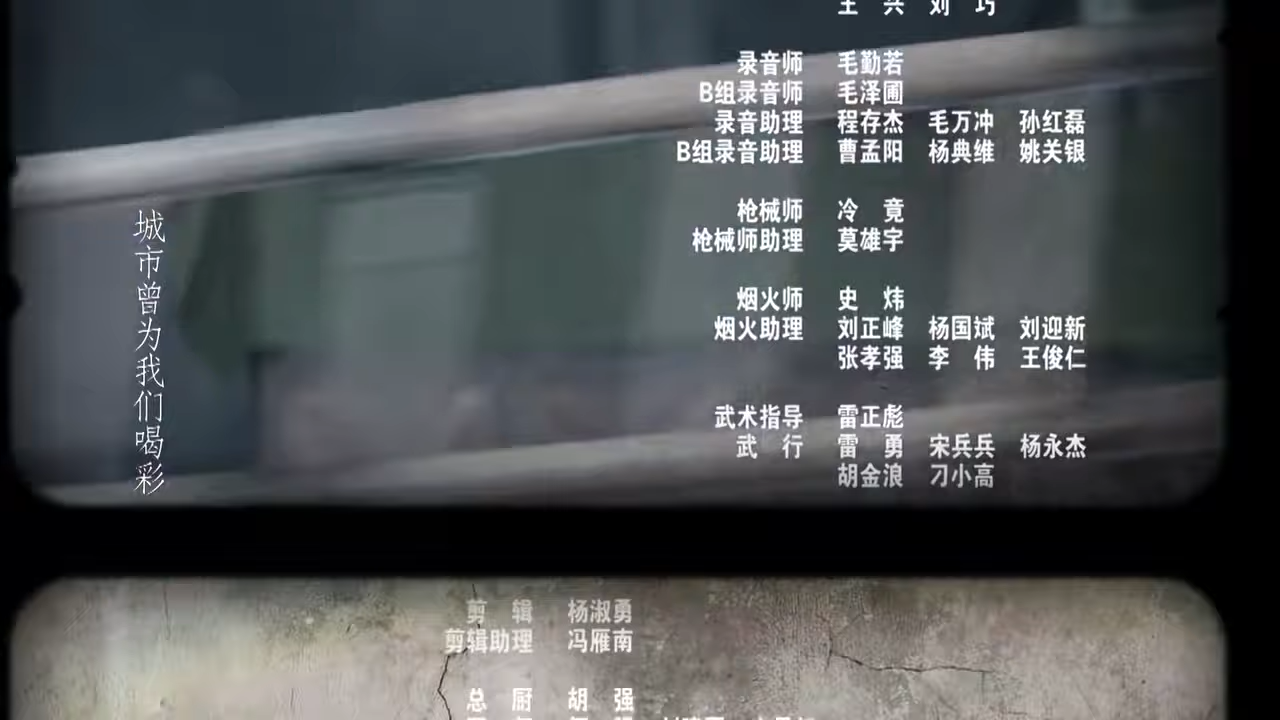 王　兴　刘　巧
录音师　毛勤若
B组录音师　毛泽圃
录音助理　程存杰　毛万冲　孙红磊
B组录音助理　曹孟阳　杨典维　姚关银
枪械师　冷　竟
枪械师助理　莫雄宇
烟火师　史　炜
烟火助理　刘正峰　杨国斌　刘迎新
张孝强　李　伟　王俊仁
武术指导　雷正彪
武　行　雷　勇　宋兵兵　杨永杰
胡金浪　刁小高
城市曾为我们喝彩
剪　辑　杨淑勇
剪辑助理　冯雁南
总　厨　胡　强